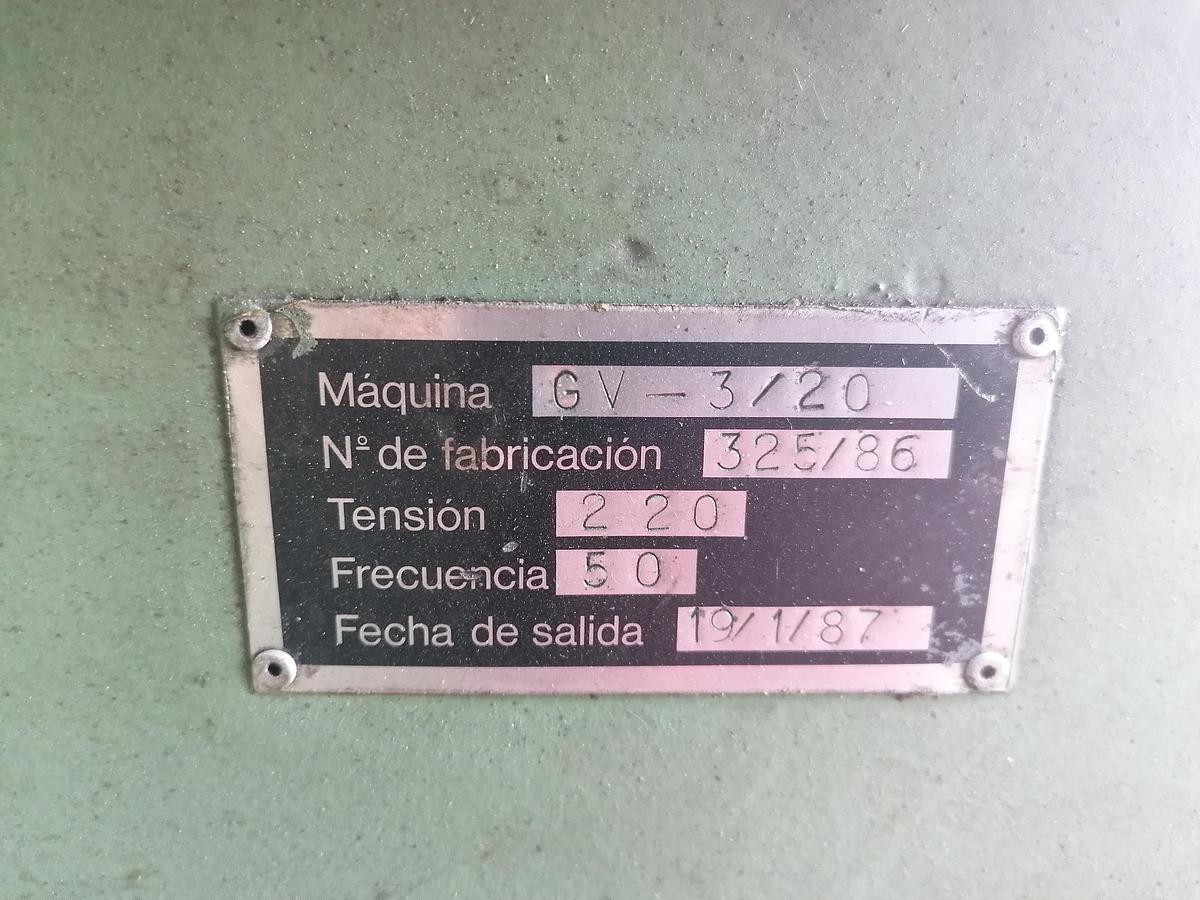 Máquina GV-3/20
Nº de fabricación 325/86
Tensión 220
Frecuencia 50
Fecha de salida 19/1/87